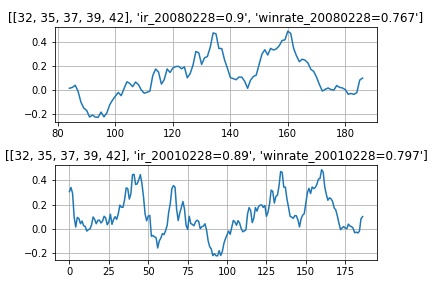 [[32, 35, 37, 39, 42], 'ir_20080228=0.9', 'winrate_20080228=0.767']
0.4
0.2
0.0
−0.2
80 100 120 140 160 180
[[32, 35, 37, 39, 42], 'ir_20010228=0.89', 'winrate_20010228=0.797']
0.4
0.2
0.0
−0.2
0 25 50 75 100 125 150 175